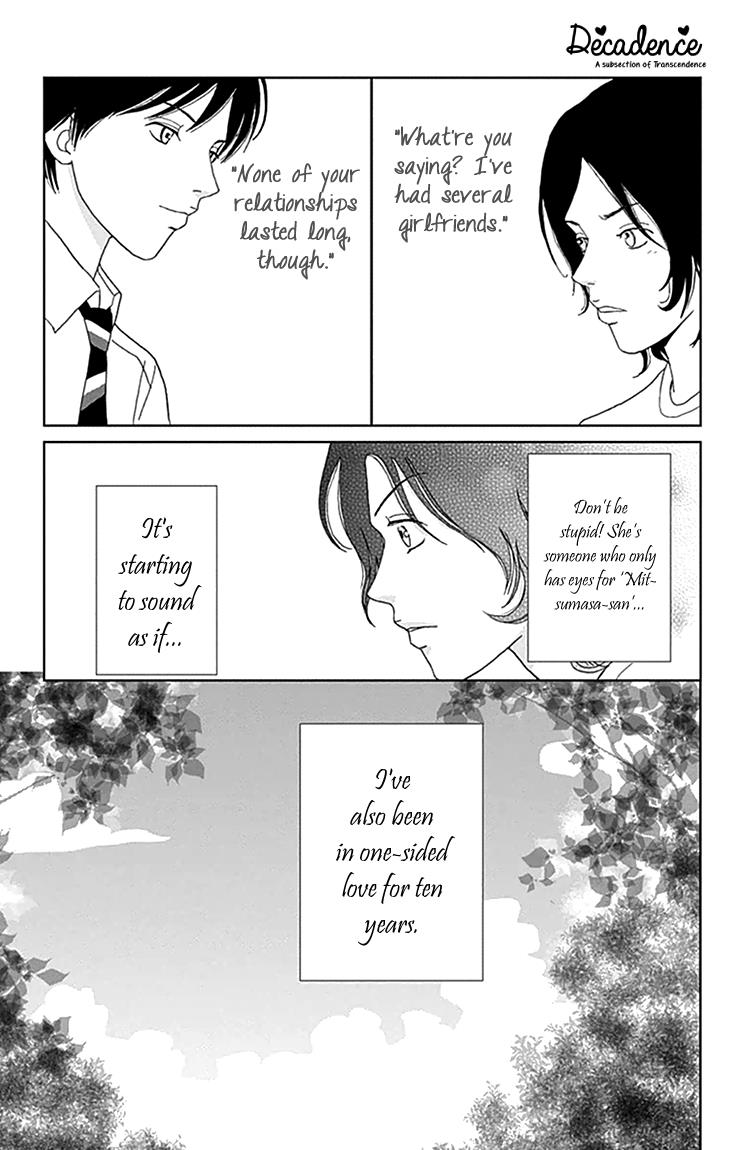 Decadence
A subsection of Transcendence
"What're you
saying? I've
had several
girlfriends."
"None of your
relationships
lasted long,
though."
Don't be
stupid! She's
someone who only
has eyes for 'Mit-
sumasa-san'...
It's
starting
to sound
as if...
I've
also been
in one-sided
love for ten
years.